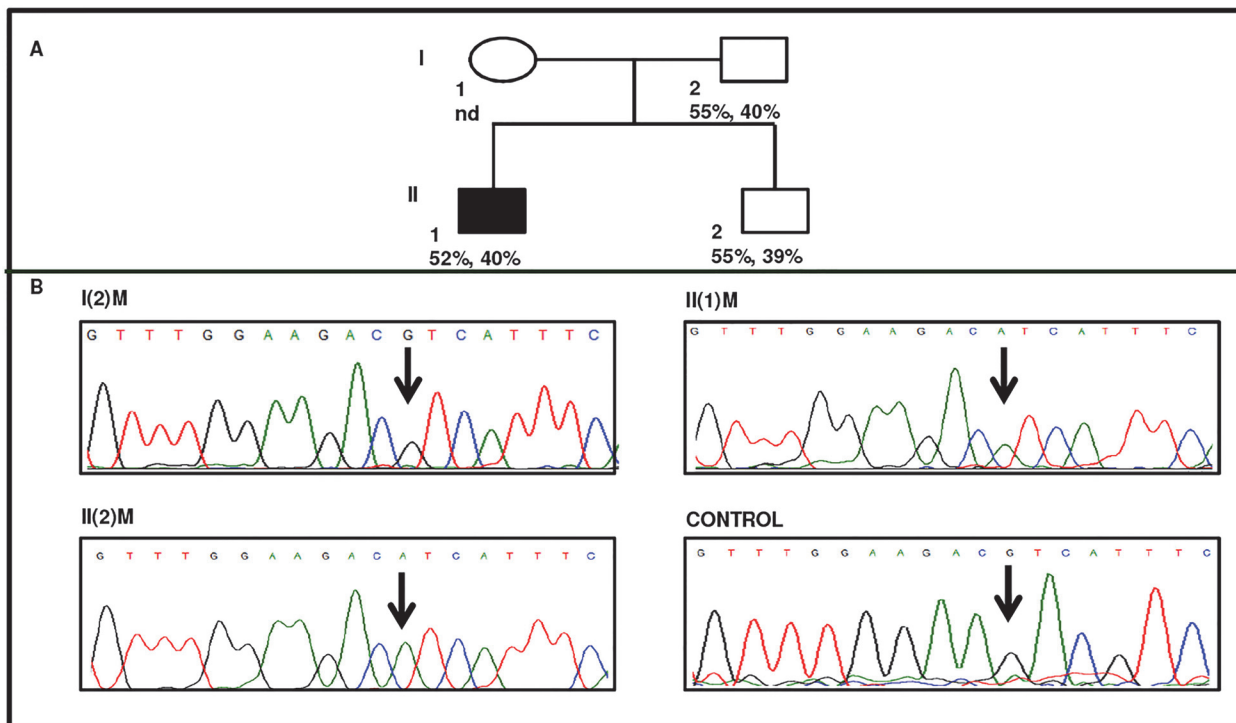 A
I
1
nd
2
55%, 40%
II
1
52%, 40%
2
55%, 39%
B
I(2)M
G T T T G G A A G A C G T C A T T T C
II(1)M
G T T T G G A A G A C A T C A T T T C
II(2)M
G T T T G G A A G A C A T C A T T T C
CONTROL
G T T T G G A A G A C G T C A T T T C